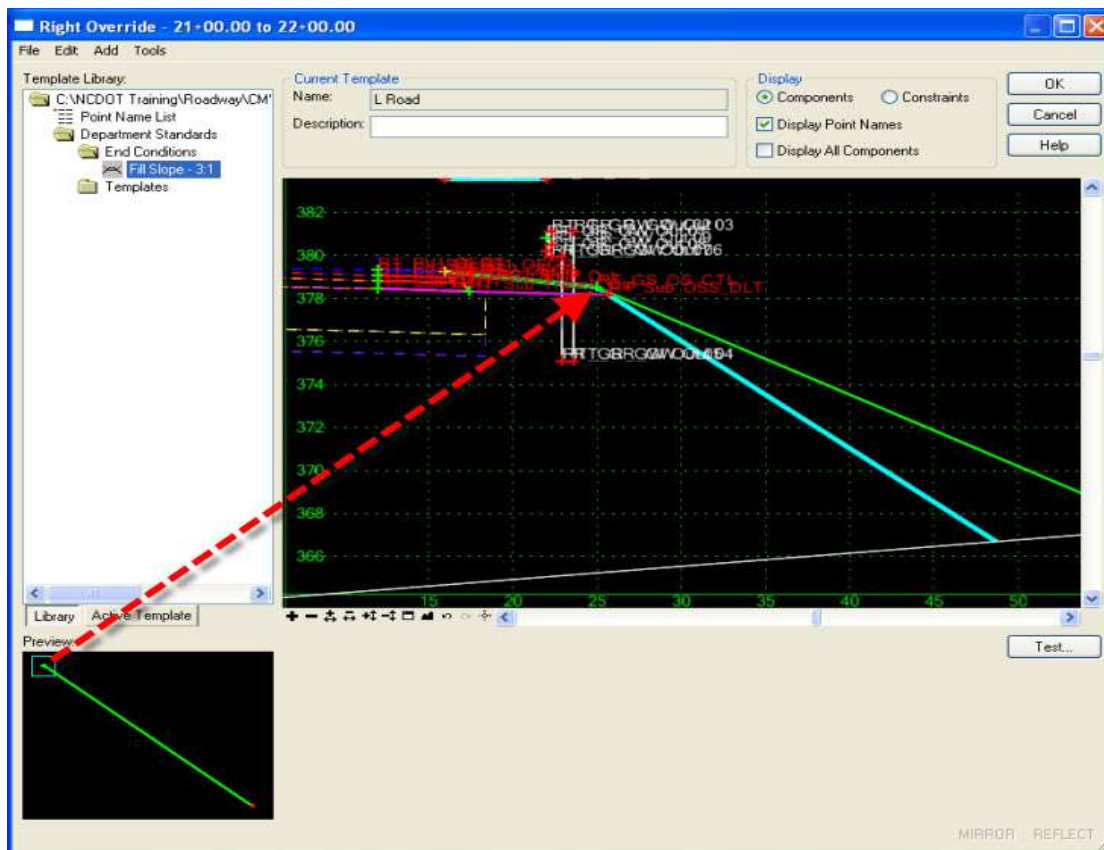 Right Override - 21+00.00 to 22+00.00
File Edit Add Tools
Template Library:
C:\NCDOT Training\Roadway\CM'
Point Name List
Department Standards
End Conditions
Fill Slope - 3:1
Templates
Current Template
Name: L Road
Description:
Display
Components Constraints
Display Point Names
Display All Components
OK
Cancel
Help
382
380
378
376
374
372
370
368
366
15 20 25 30 35 40 45 50
Library Active Template
Preview:
Test...
MIRROR REFLECT